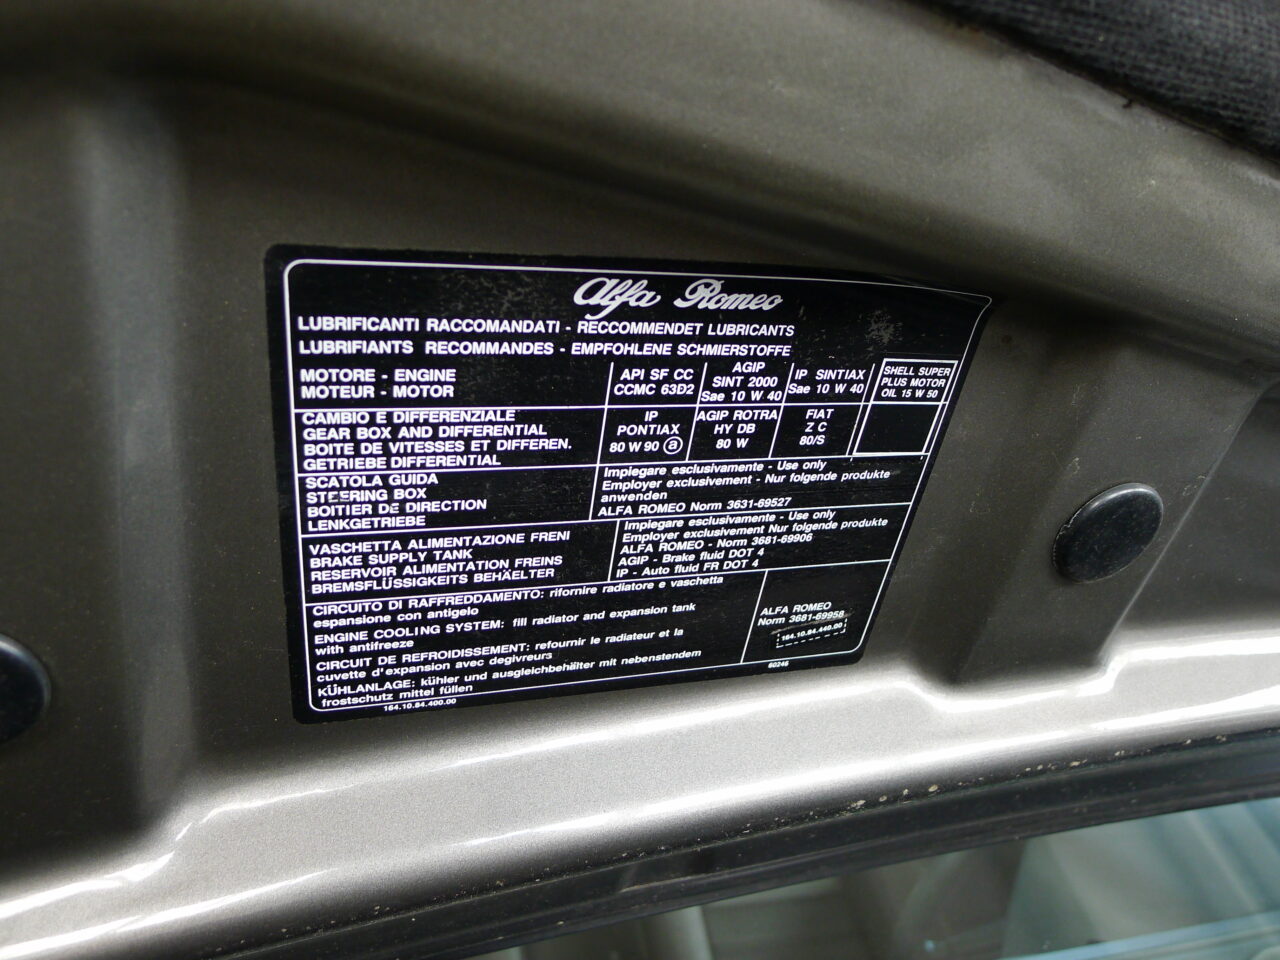 Alfa Romeo
LUBRIFICANTI RACCOMANDATI - RECCOMMENDET LUBRICANTS
LUBRIFIANTS RECOMMANDES - EMPFOHLENE SCHMIERSTOFFE
MOTORE - ENGINE
MOTEUR - MOTOR
API SF CC
CCMC 63D2
AGIP
SINT 2000
Sae 10 W 40
IP SINTIAX
Sae 10 W 40
SHELL SUPER
PLUS MOTOR
OIL 15 W 50
CAMBIO E DIFFERENZIALE
GEAR BOX AND DIFFERENTIAL
BOITE DE VITESSES ET DIFFEREN.
GETRIEBE DIFFERENTIAL
IP
PONTIAX
80 W 90 ⓐ
AGIP ROTRA
HY DB
80 W
FIAT
Z C
80/S
SCATOLA GUIDA
STEERING BOX
BOITIER DE DIRECTION
LENKGETRIEBE
Impiegare esclusivamente - Use only
Employer exclusivement - Nur folgende produkte
anwenden
ALFA ROMEO Norm 3631-69527
VASCHETTA ALIMENTAZIONE FRENI
BRAKE SUPPLY TANK
RESERVOIR ALIMENTATION FREINS
BREMSFLÜSSIGKEITS BEHÄELTER
Impiegare esclusivamente - Use only
Employer exclusivement Nur folgende produkte
ALFA ROMEO - Norm 3681-69906
AGIP - Brake fluid DOT 4
IP - Auto fluid FR DOT 4
CIRCUITO DI RAFFREDDAMENTO: rifornire radiatore e vaschetta
espansione con antigelo
ENGINE COOLING SYSTEM: fill radiator and expansion tank
with antifreeze
CIRCUIT DE REFROIDISSEMENT: refournir le radiateur et la
cuvette d'expansion avec degivreurs
KÜHLANLAGE: kühler und ausgleichbehälter mit nebenstendem
frostschutz mittel füllen
ALFA ROMEO
Norm 3681-69958
164.10.84.440.00
60246
164.10.84.400.00